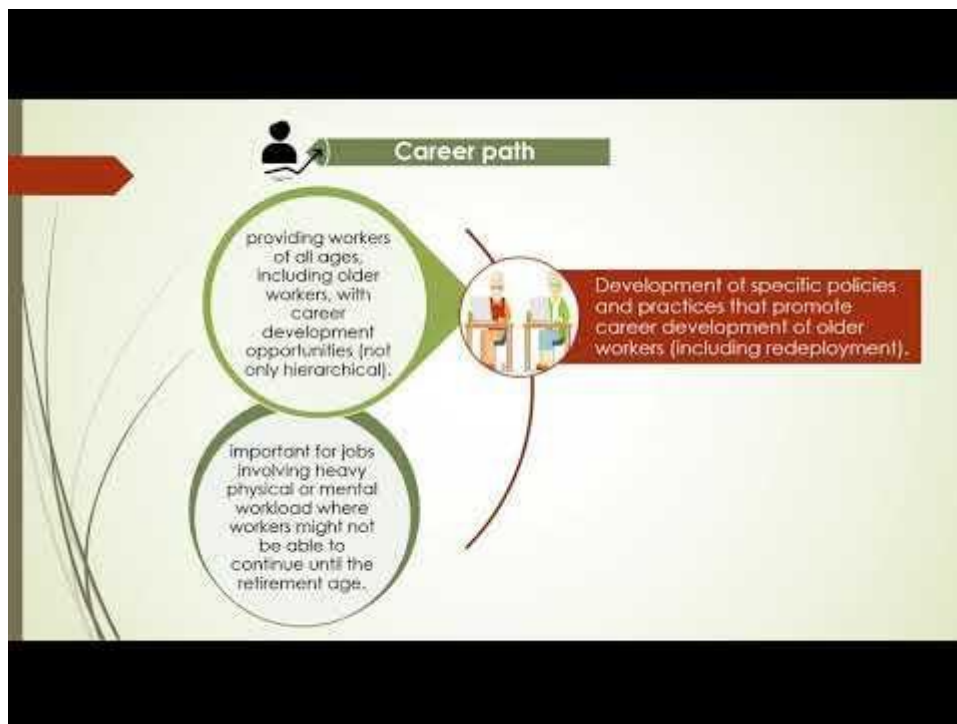 Career path
providing workers
of all ages,
including older
workers, with
career
development
opportunities (not
only hierarchical).
important for jobs
involving heavy
physical or mental
workload where
workers might not
be able to
continue until the
retirement age.
Development of specific policies
and practices that promote
career development of older
workers (including redeployment).